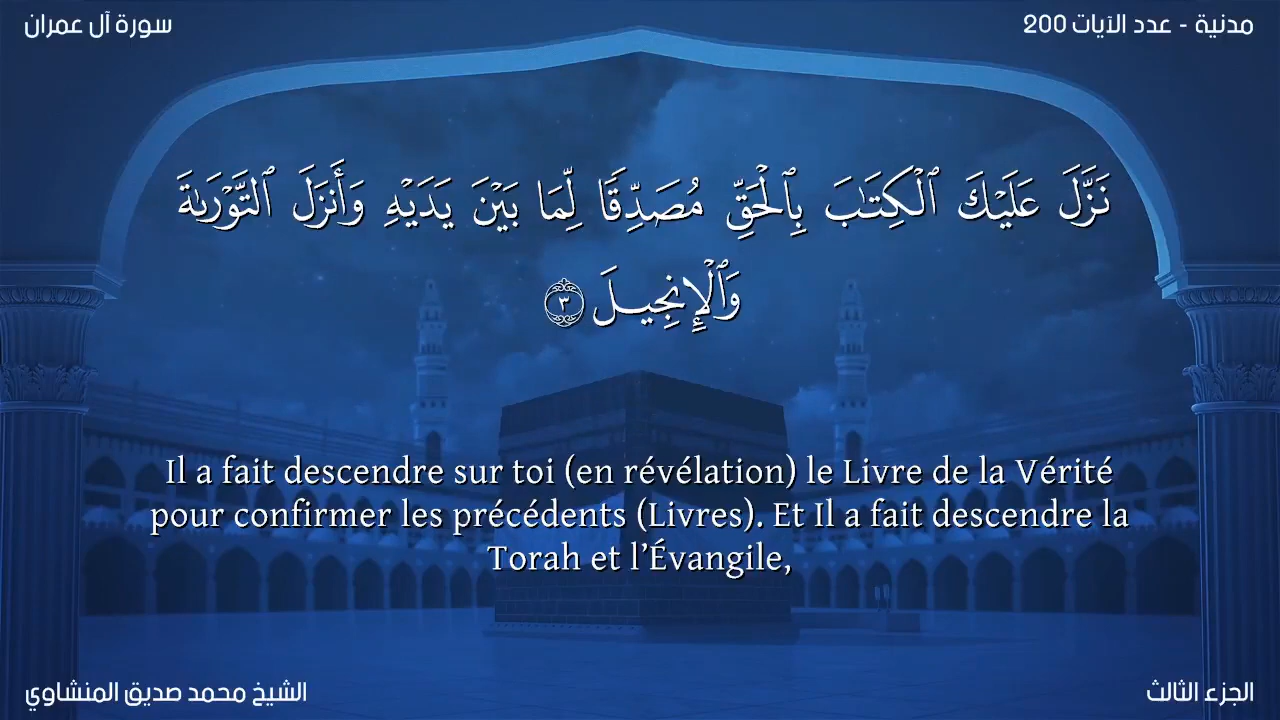 سورة آل عمران
مدنية - عدد الآيات 200
نَزَّلَ عَلَيْكَ ٱلْكِتَـٰبَ بِٱلْحَقِّ مُصَدِّقًا لِّمَا بَيْنَ يَدَيْهِ وَأَنزَلَ ٱلتَّوْرَىٰةَ
وَٱلْإِنجِيلَ ٣
Il a fait descendre sur toi (en révélation) le Livre de la Vérité
pour confirmer les précédents (Livres). Et Il a fait descendre la
Torah et l’Évangile,
الشيخ محمد صديق المنشاوي
الجزء الثالث